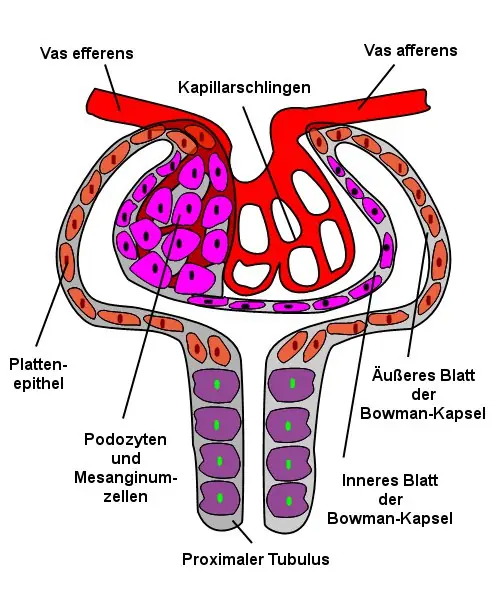 Vas efferens
Vas afferens
Kapillarschlingen
Platten-
epithel
Äußeres Blatt
der
Bowman-Kapsel
Podozyten
und
Mesanginum-
zellen
Inneres Blatt
der
Bowman-Kapsel
Proximaler Tubulus